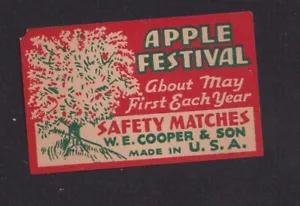 APPLE
FESTIVAL
About May
First Each Year
SAFETY MATCHES
W. E. COOPER & SON
MADE IN U. S. A.